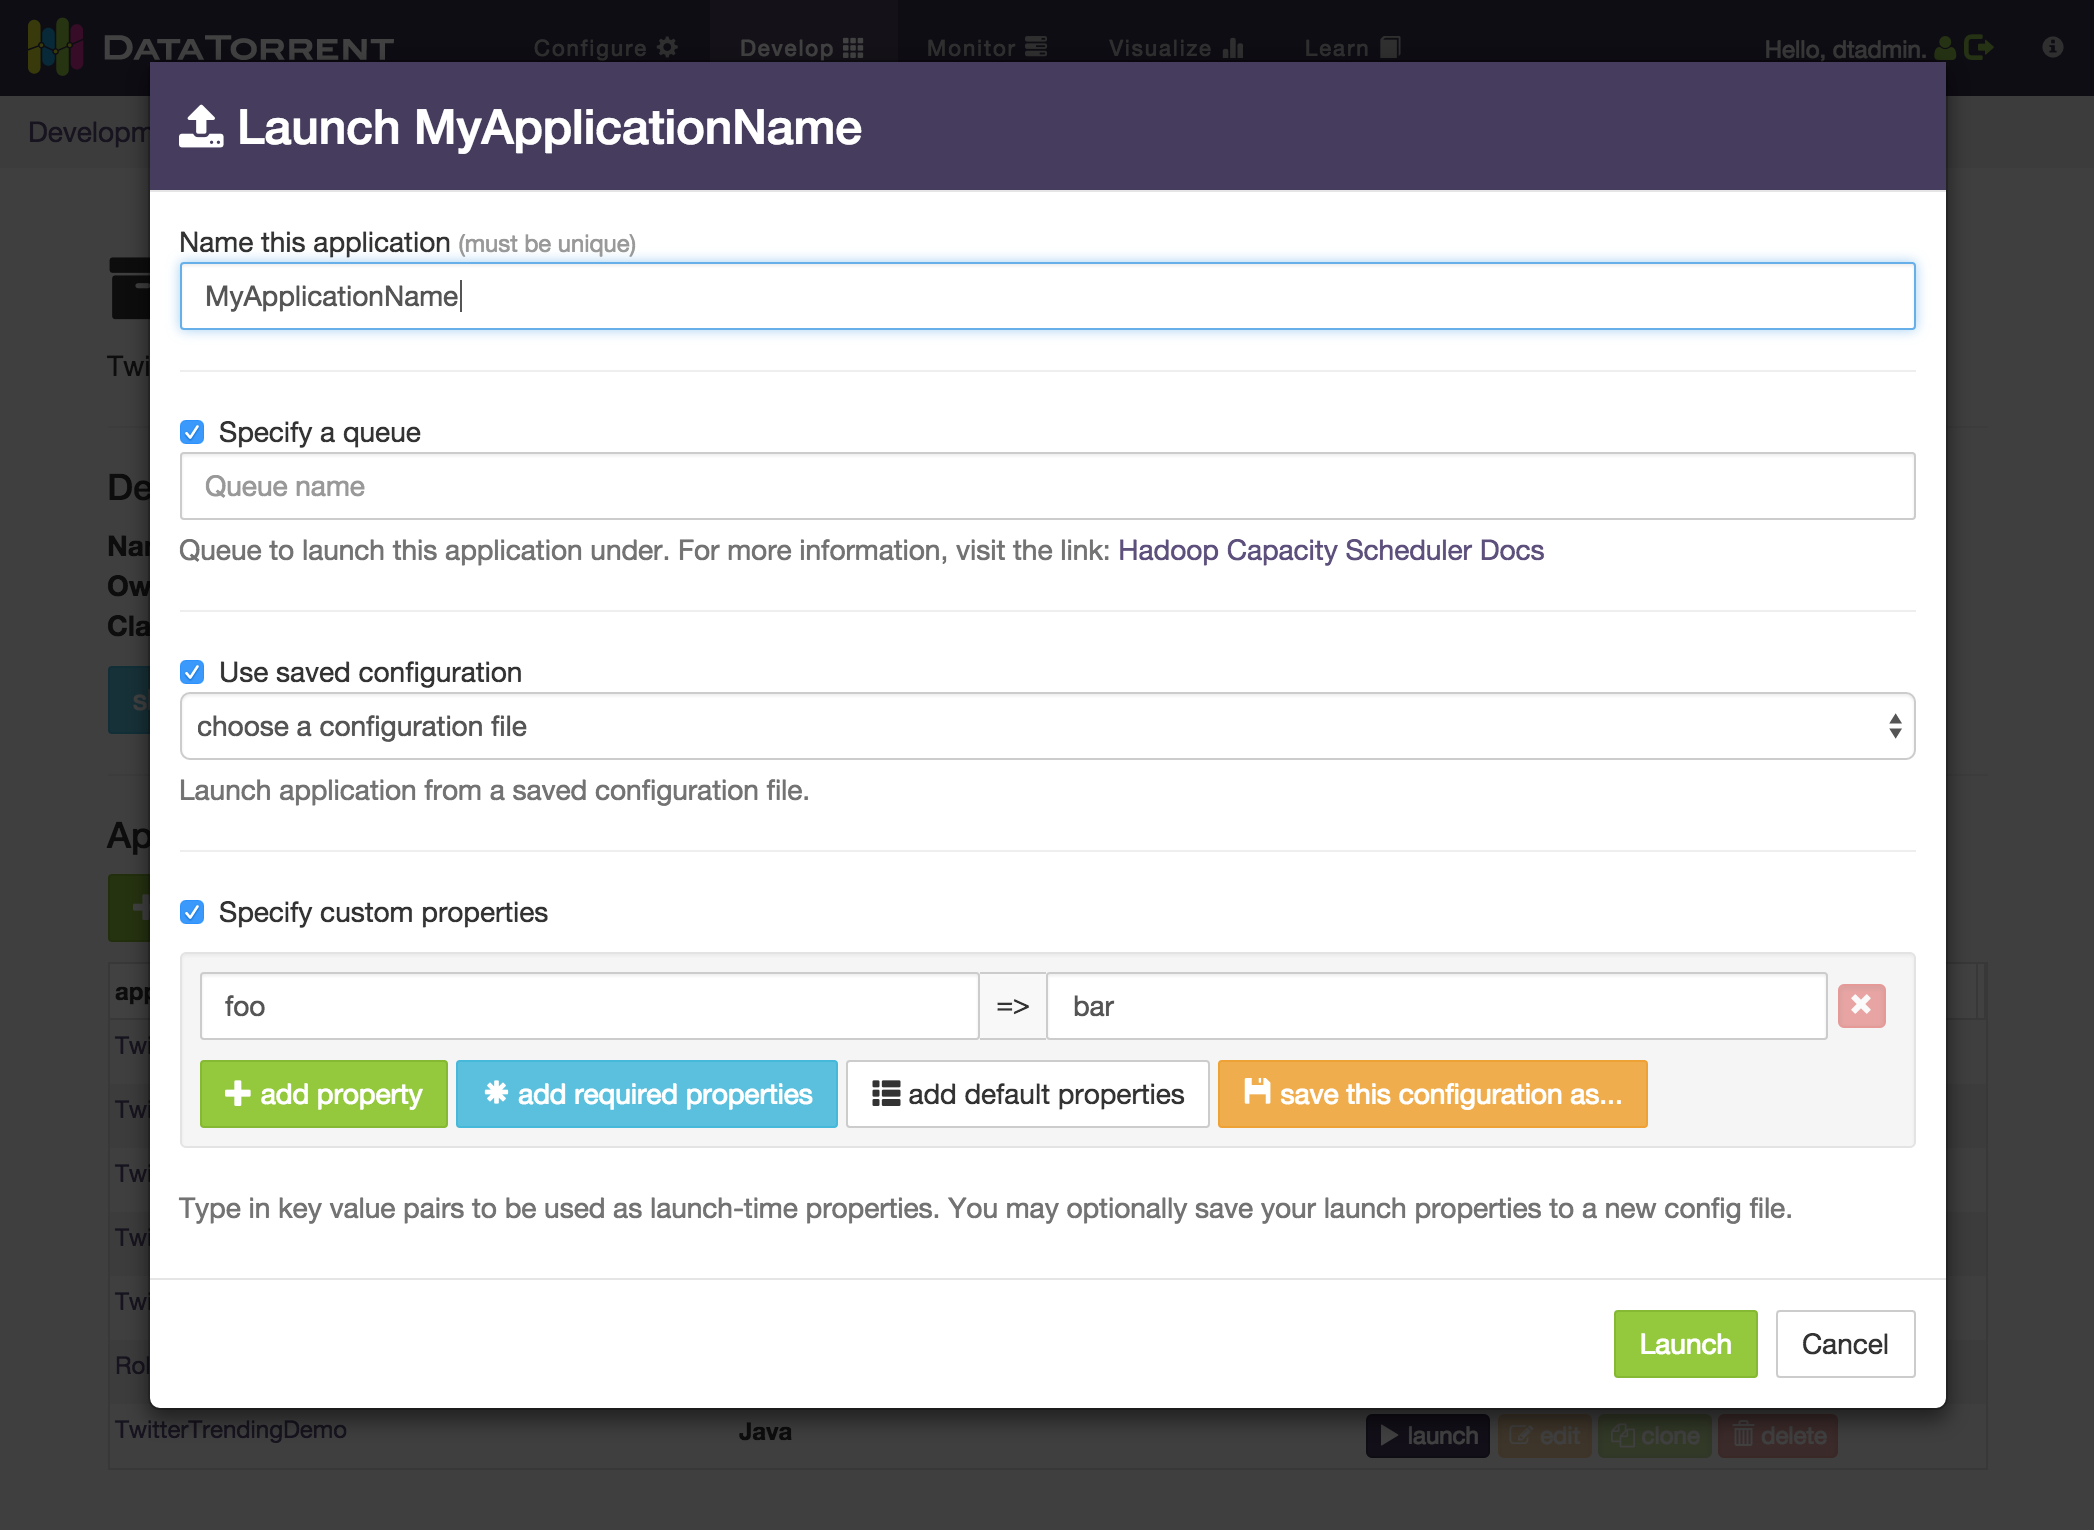 DATATORRENT Configure Develop Monitor Visualize Learn Hello, dtadmin.
Launch MyApplicationName
Name this application (must be unique)
MyApplicationName
Specify a queue
Queue name
Queue to launch this application under. For more information, visit the link: Hadoop Capacity Scheduler Docs
Use saved configuration
choose a configuration file
Launch application from a saved configuration file.
Specify custom properties
foo => bar
add property add required properties add default properties save this configuration as...
Type in key value pairs to be used as launch-time properties. You may optionally save your launch properties to a new config file.
Launch Cancel
TwitterTrendingDemo Java launch edit clone delete